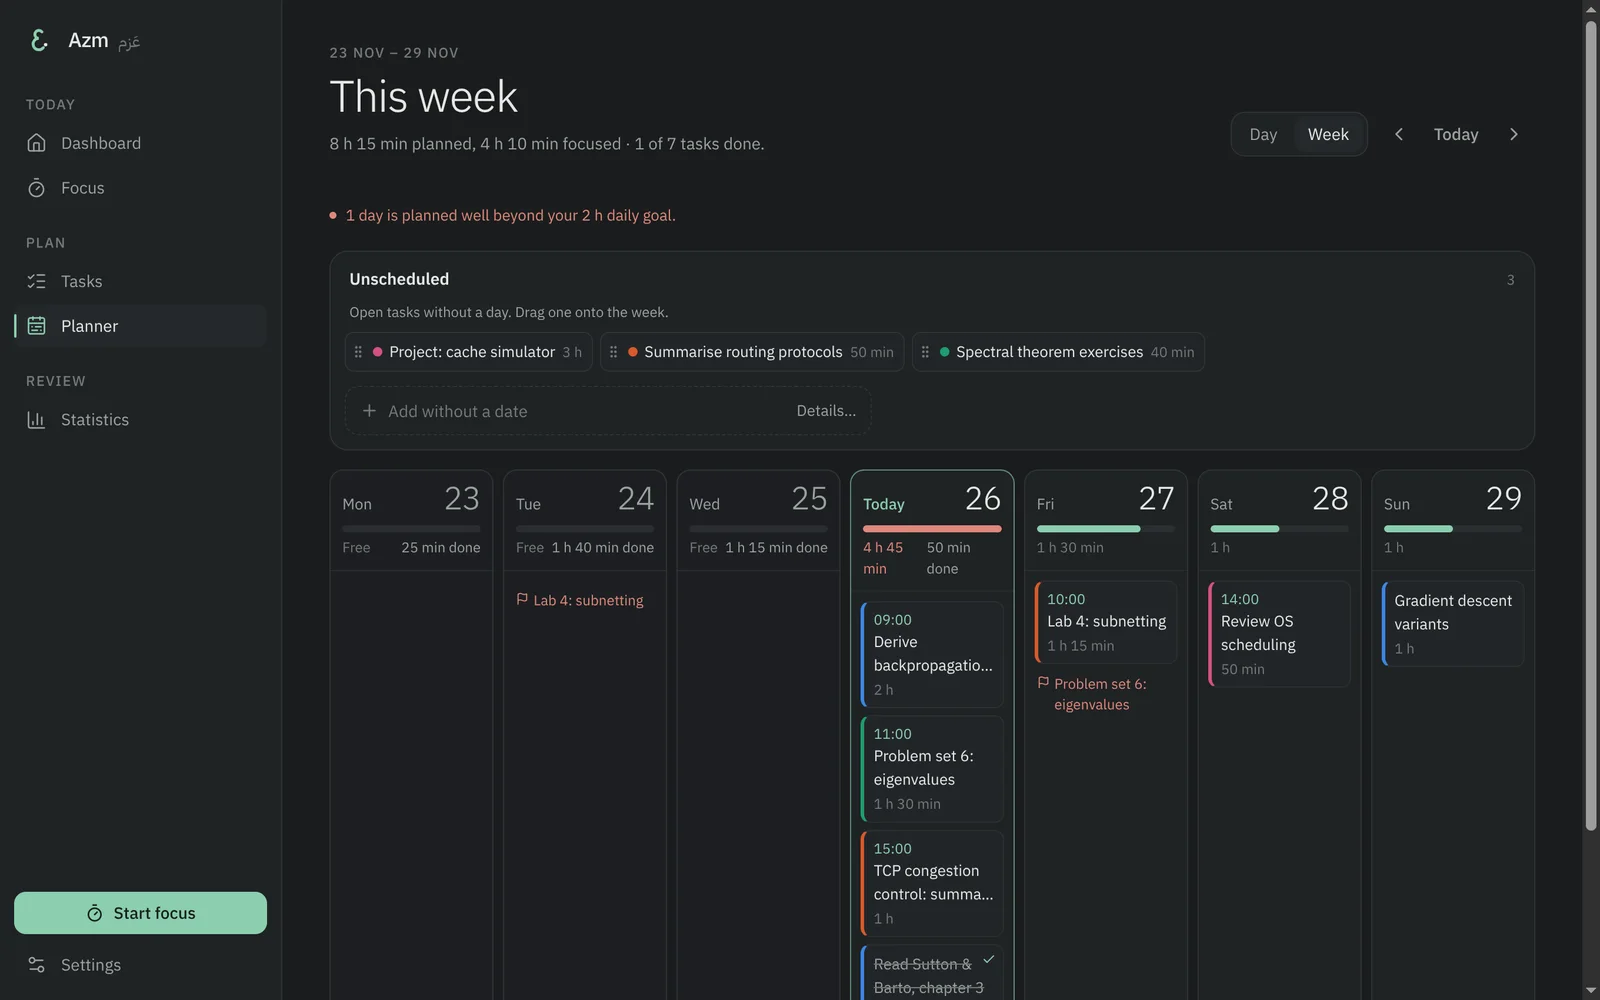 Azm عَزم
TODAY
Dashboard
Focus
PLAN
Tasks
Planner
REVIEW
Statistics
Start focus
Settings
23 NOV – 29 NOV
This week
8 h 15 min planned, 4 h 10 min focused · 1 of 7 tasks done.
Day
Week
Today
1 day is planned well beyond your 2 h daily goal.
Unscheduled
3
Open tasks without a day. Drag one onto the week.
Project: cache simulator 3 h
Summarise routing protocols 50 min
Spectral theorem exercises 40 min
Add without a date
Details...
Mon 23
Free 25 min done
Tue 24
Free 1 h 40 min done
Lab 4: subnetting
Wed 25
Free 1 h 15 min done
Today 26
4 h 45
min
50 min
done
09:00
Derive
backpropagatio...
2 h
11:00
Problem set 6:
eigenvalues
1 h 30 min
15:00
TCP congestion
control: summa...
1 h
Read Sutton &
Barto, chapter 3
Fri 27
1 h 30 min
10:00
Lab 4: subnetting
1 h 15 min
Problem set 6:
eigenvalues
Sat 28
1 h
14:00
Review OS
scheduling
50 min
Sun 29
1 h
Gradient descent
variants
1 h